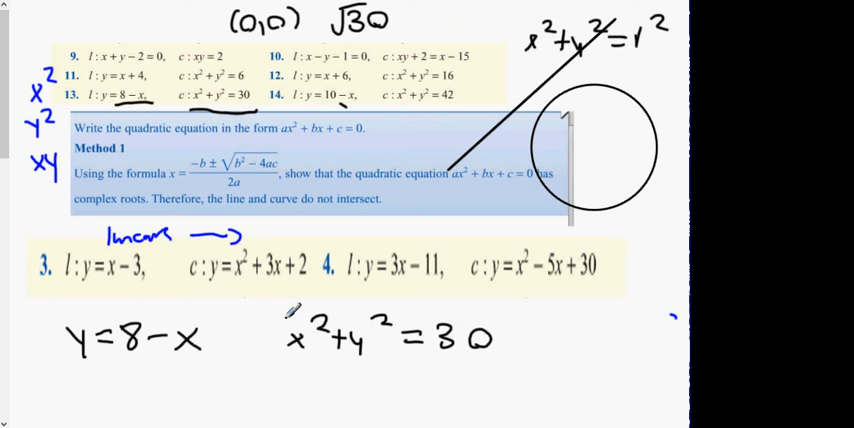 (0,0) √30
x²+y²=r²
9. l : x + y − 2 = 0, c : xy = 2 10. l : x − y − 1 = 0, c : xy + 2 = x − 15
x² 11. l : y = x + 4, c : x² + y² = 6 12. l : y = x + 6, c : x² + y² = 16
13. l : y = 8 − x, c : x² + y² = 30 14. l : y = 10 − x, c : x² + y² = 42
y² Write the quadratic equation in the form ax² + bx + c = 0.
Method 1
xy Using the formula x = (−b ± √(b² − 4ac))/2a, show that the quadratic equation ax² + bx + c = 0 has
complex roots. Therefore, the line and curve do not intersect.
3. l : y = x − 3, c : y = x² + 3x + 2 4. l : y = 3x − 11, c : y = x² − 5x + 30
y = 8 − x x² + y² = 30